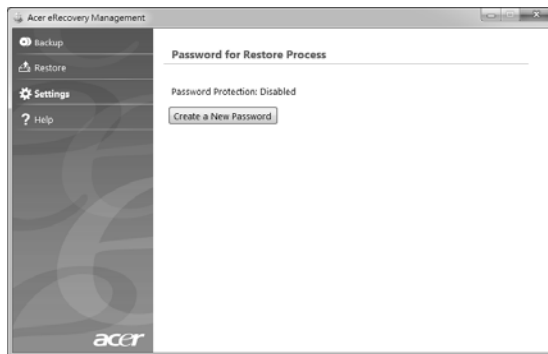 Acer eRecovery Management
Backup
Restore
Settings
? Help
Password for Restore Process
Password Protection: Disabled
Create a New Password
acer